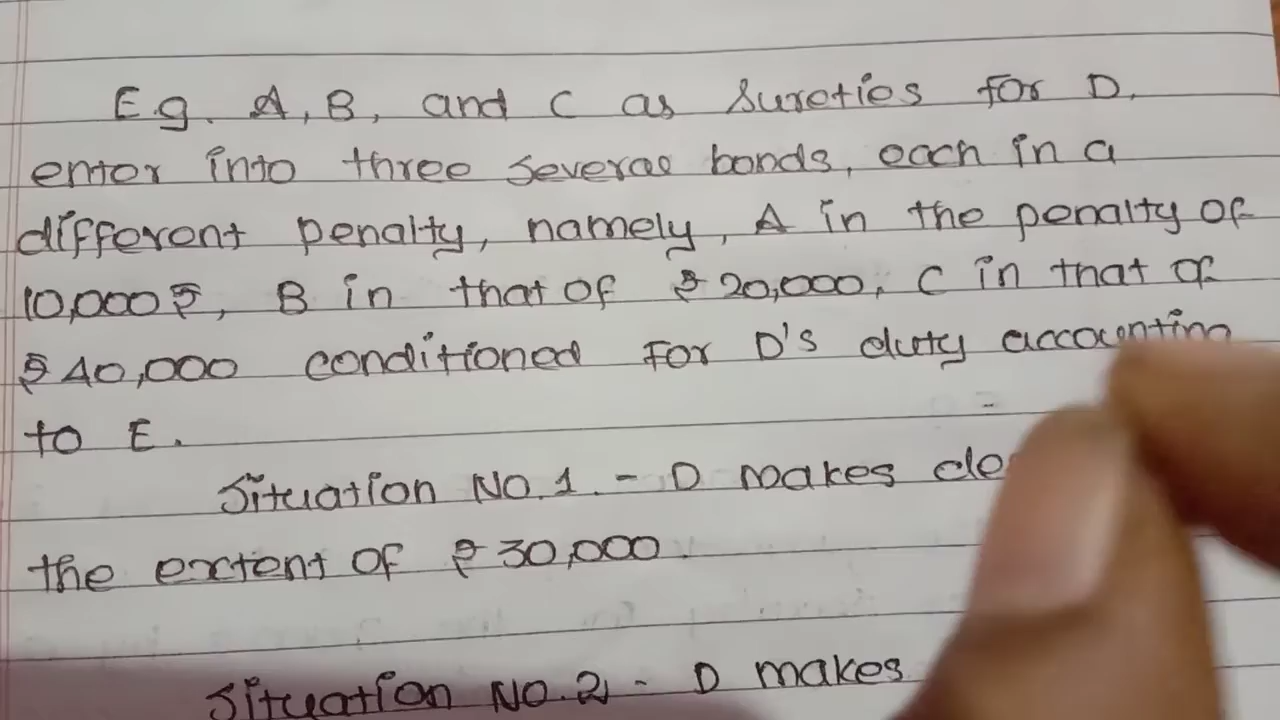 E.g. A, B, and C as sureties for D.
enter into three several bonds, each in a
different penalty, namely, A in the penalty of
10,000₹, B in that of ₹20,000, C in that of
₹40,000 conditioned for D's duty accounting
to E.
Situation No.1. - D makes
the extent of ₹30,000.
Situation No.2 - D makes